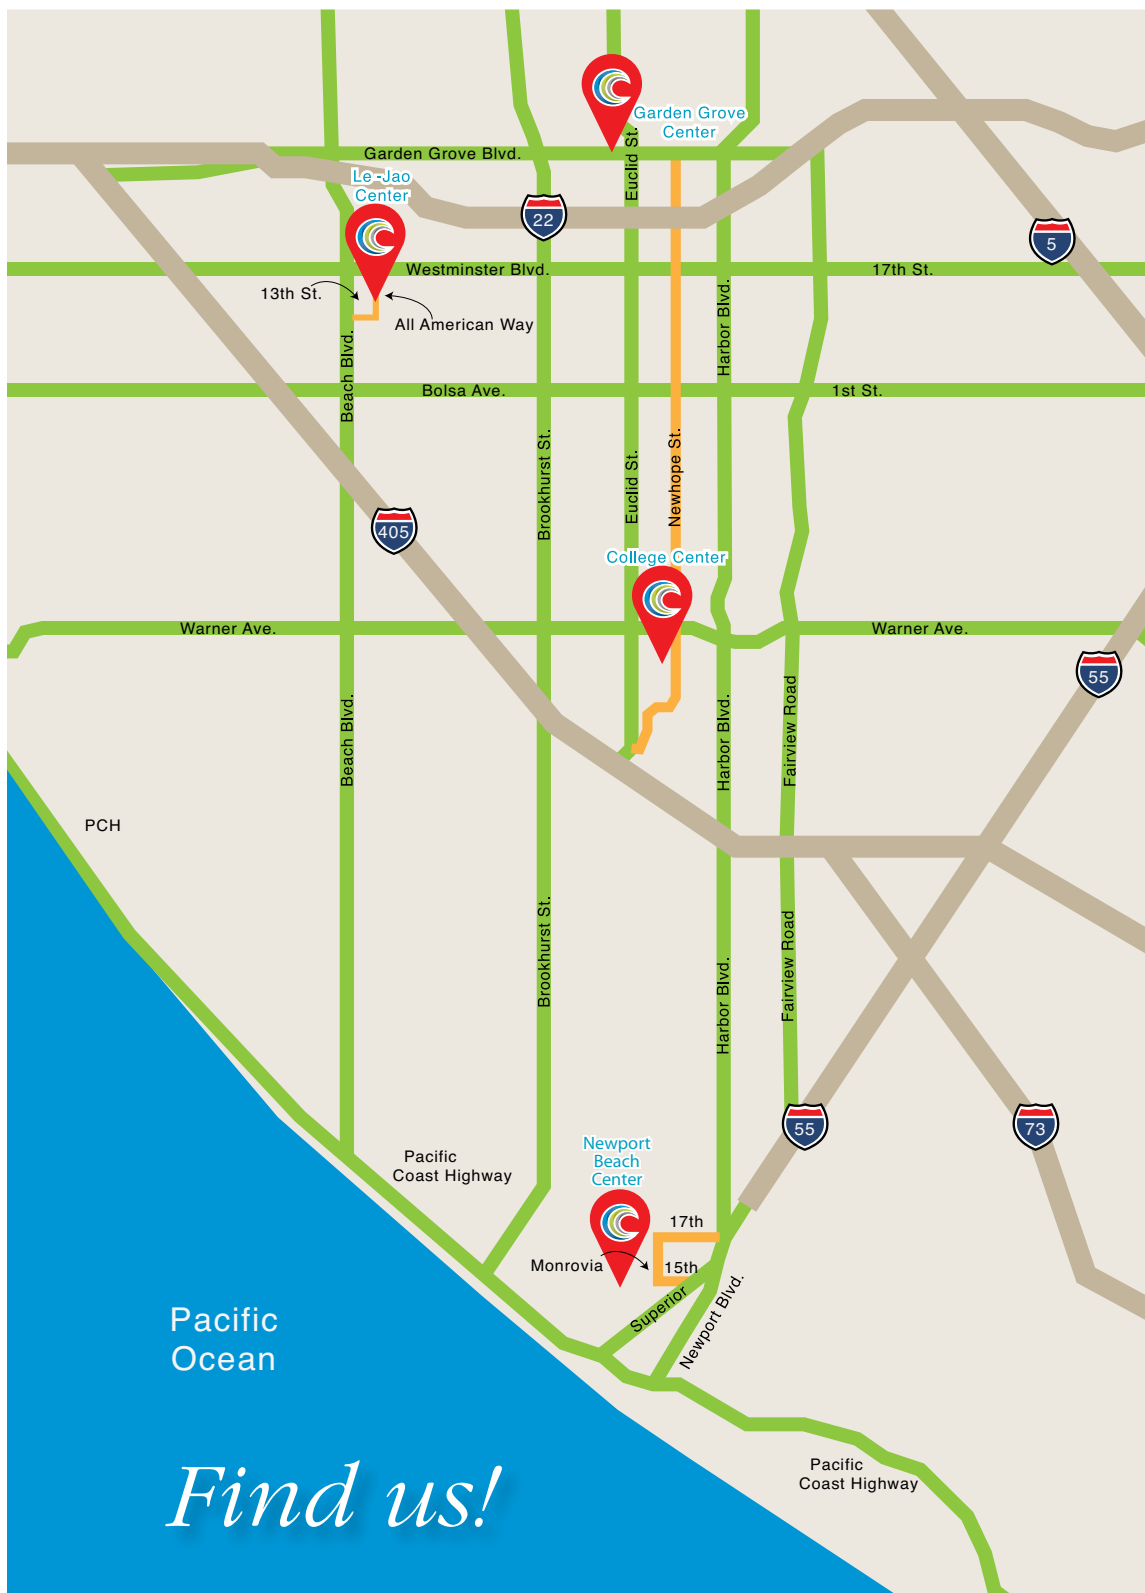 Garden Grove
Center
Garden Grove Blvd.
Euclid St.
Le -Jao
Center
22
5
Westminster Blvd.
17th St.
13th St.
All American Way
Harbor Blvd.
Beach Blvd.
Bolsa Ave.
1st St.
Brookhurst St.
Euclid St.
Newhope St.
405
College Center
Warner Ave.
Warner Ave.
55
Beach Blvd.
Harbor Blvd.
Fairview Road
PCH
Brookhurst St.
Harbor Blvd.
Fairview Road
55
73
Newport
Beach
Center
Pacific
Coast Highway
17th
Monrovia
15th
Superior
Newport Blvd.
Pacific
Ocean
Pacific
Coast Highway
Find us!